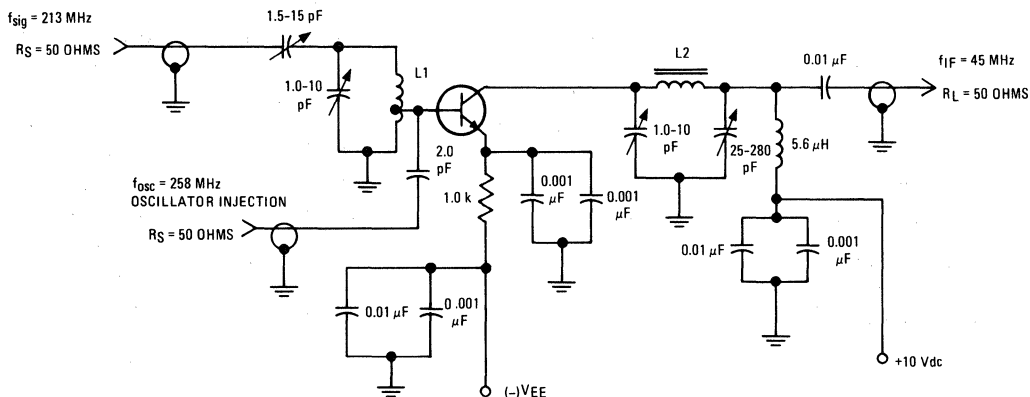 fsig = 213 MHz
RS = 50 OHMS
1.5-15 pF
1.0-10
pF
L1
2.0
pF
fosc = 258 MHz
OSCILLATOR INJECTION
RS = 50 OHMS
1.0 k
0.001
µF
0.001
µF
0.01 µF
0.001
µF
(-)VEE
L2
1.0-10
pF
25-280
pF
0.01 µF
fIF = 45 MHz
RL = 50 OHMS
5.6 µH
0.01 µF
0.001
µF
+10 Vdc